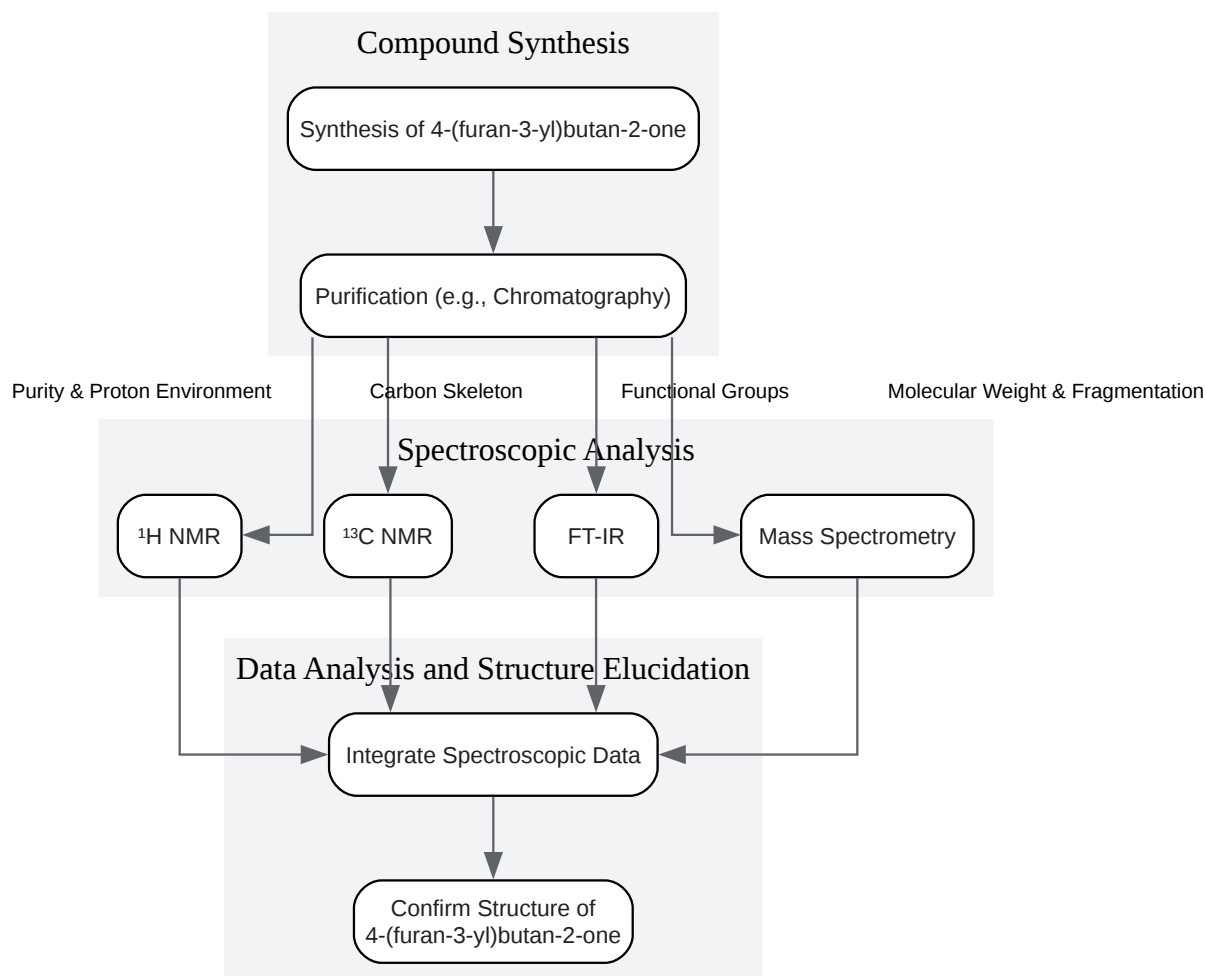 Compound Synthesis
Synthesis of 4-(furan-3-yl)butan-2-one
Purification (e.g., Chromatography)
Purity & Proton Environment
Carbon Skeleton
Functional Groups
Molecular Weight & Fragmentation
Spectroscopic Analysis
¹H NMR
¹³C NMR
FT-IR
Mass Spectrometry
Data Analysis and Structure Elucidation
Integrate Spectroscopic Data
Confirm Structure of
4-(furan-3-yl)butan-2-one